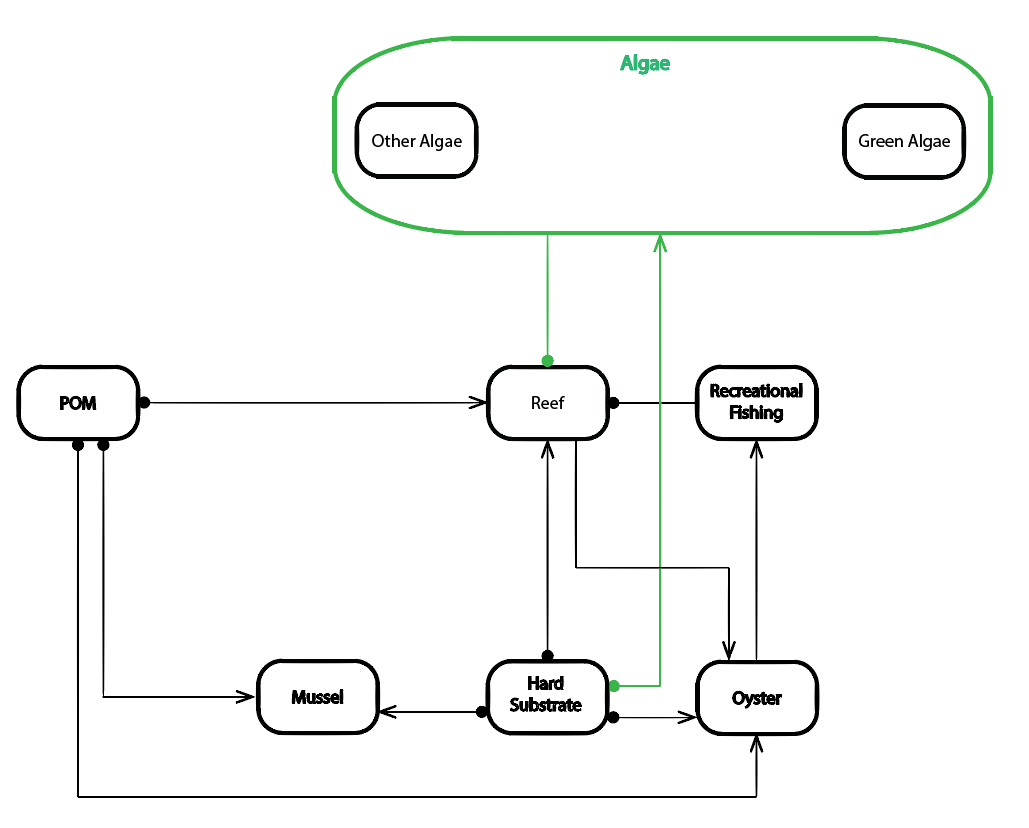 Algae
Other Algae
Green Algae
POM
Reef
Recreational
Fishing
Mussel
Hard
Substrate
Oyster